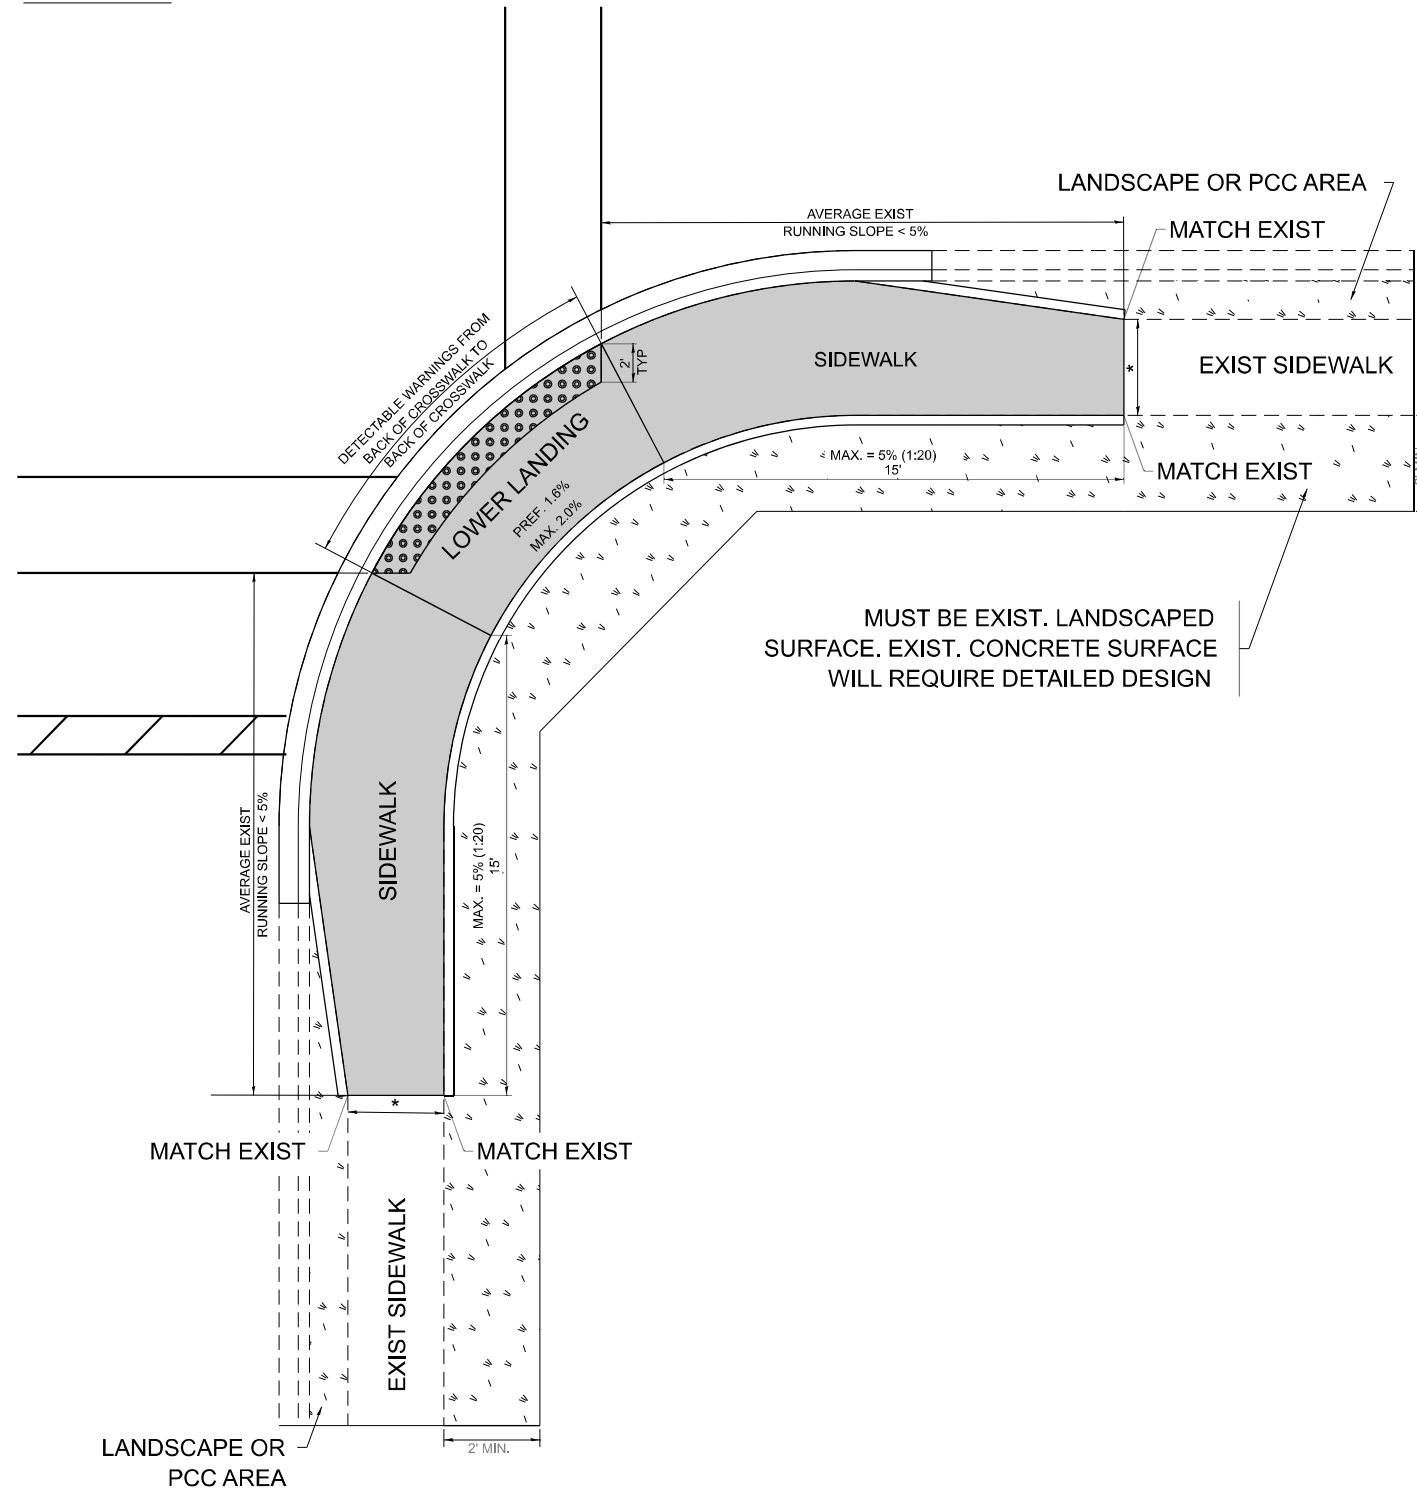 LANDSCAPE OR PCC AREA
AVERAGE EXIST
RUNNING SLOPE < 5%
MATCH EXIST
DETECTABLE WARNINGS FROM
BACK OF CROSSWALK TO
BACK OF CROSSWALK
2'
TYP
SIDEWALK
*
EXIST SIDEWALK
LOWER LANDING
PREF. 1.6%
MAX. 2.0%
MAX. = 5% (1:20)
15'
MATCH EXIST
MUST BE EXIST. LANDSCAPED
SURFACE. EXIST. CONCRETE SURFACE
WILL REQUIRE DETAILED DESIGN
AVERAGE EXIST
RUNNING SLOPE < 5%
SIDEWALK
MAX. = 5% (1:20)
15'
*
MATCH EXIST
MATCH EXIST
EXIST SIDEWALK
LANDSCAPE OR
PCC AREA
2' MIN.